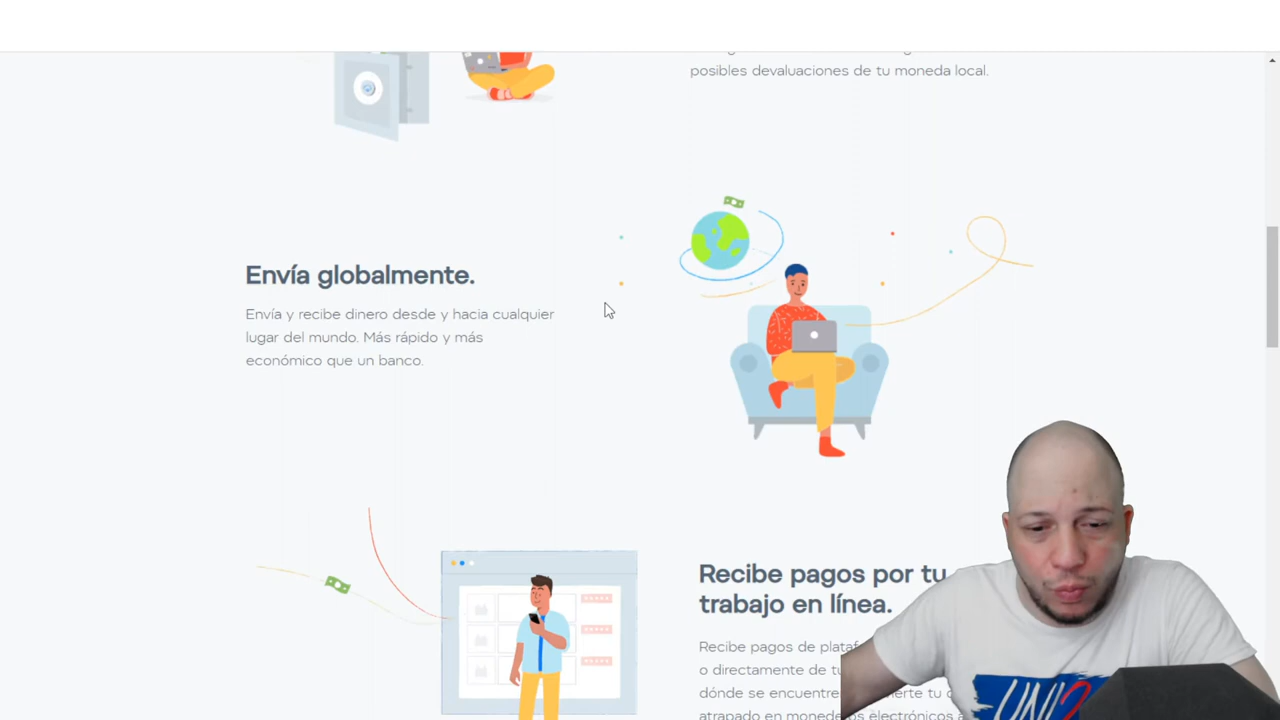 posibles devaluaciones de tu moneda local.
Envía globalmente.
Envía y recibe dinero desde y hacia cualquier
lugar del mundo. Más rápido y más
económico que un banco.
Recibe pagos por tu
trabajo en línea.
Recibe pagos de
o directamente de
dónde se
atrapado en